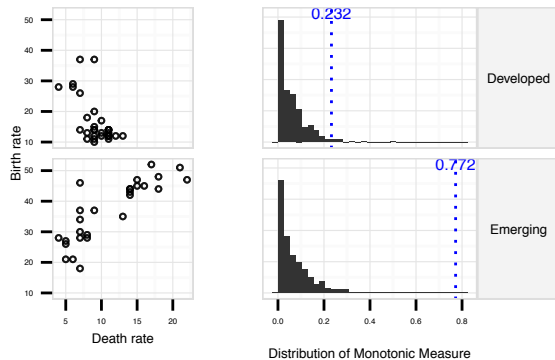 50
40
30
20
10
50
40
30
20
10
Birth rate
5 10 15 20
Death rate
0.232
0.772
Developed
Emerging
0.0 0.2 0.4 0.6 0.8
Distribution of Monotonic Measure